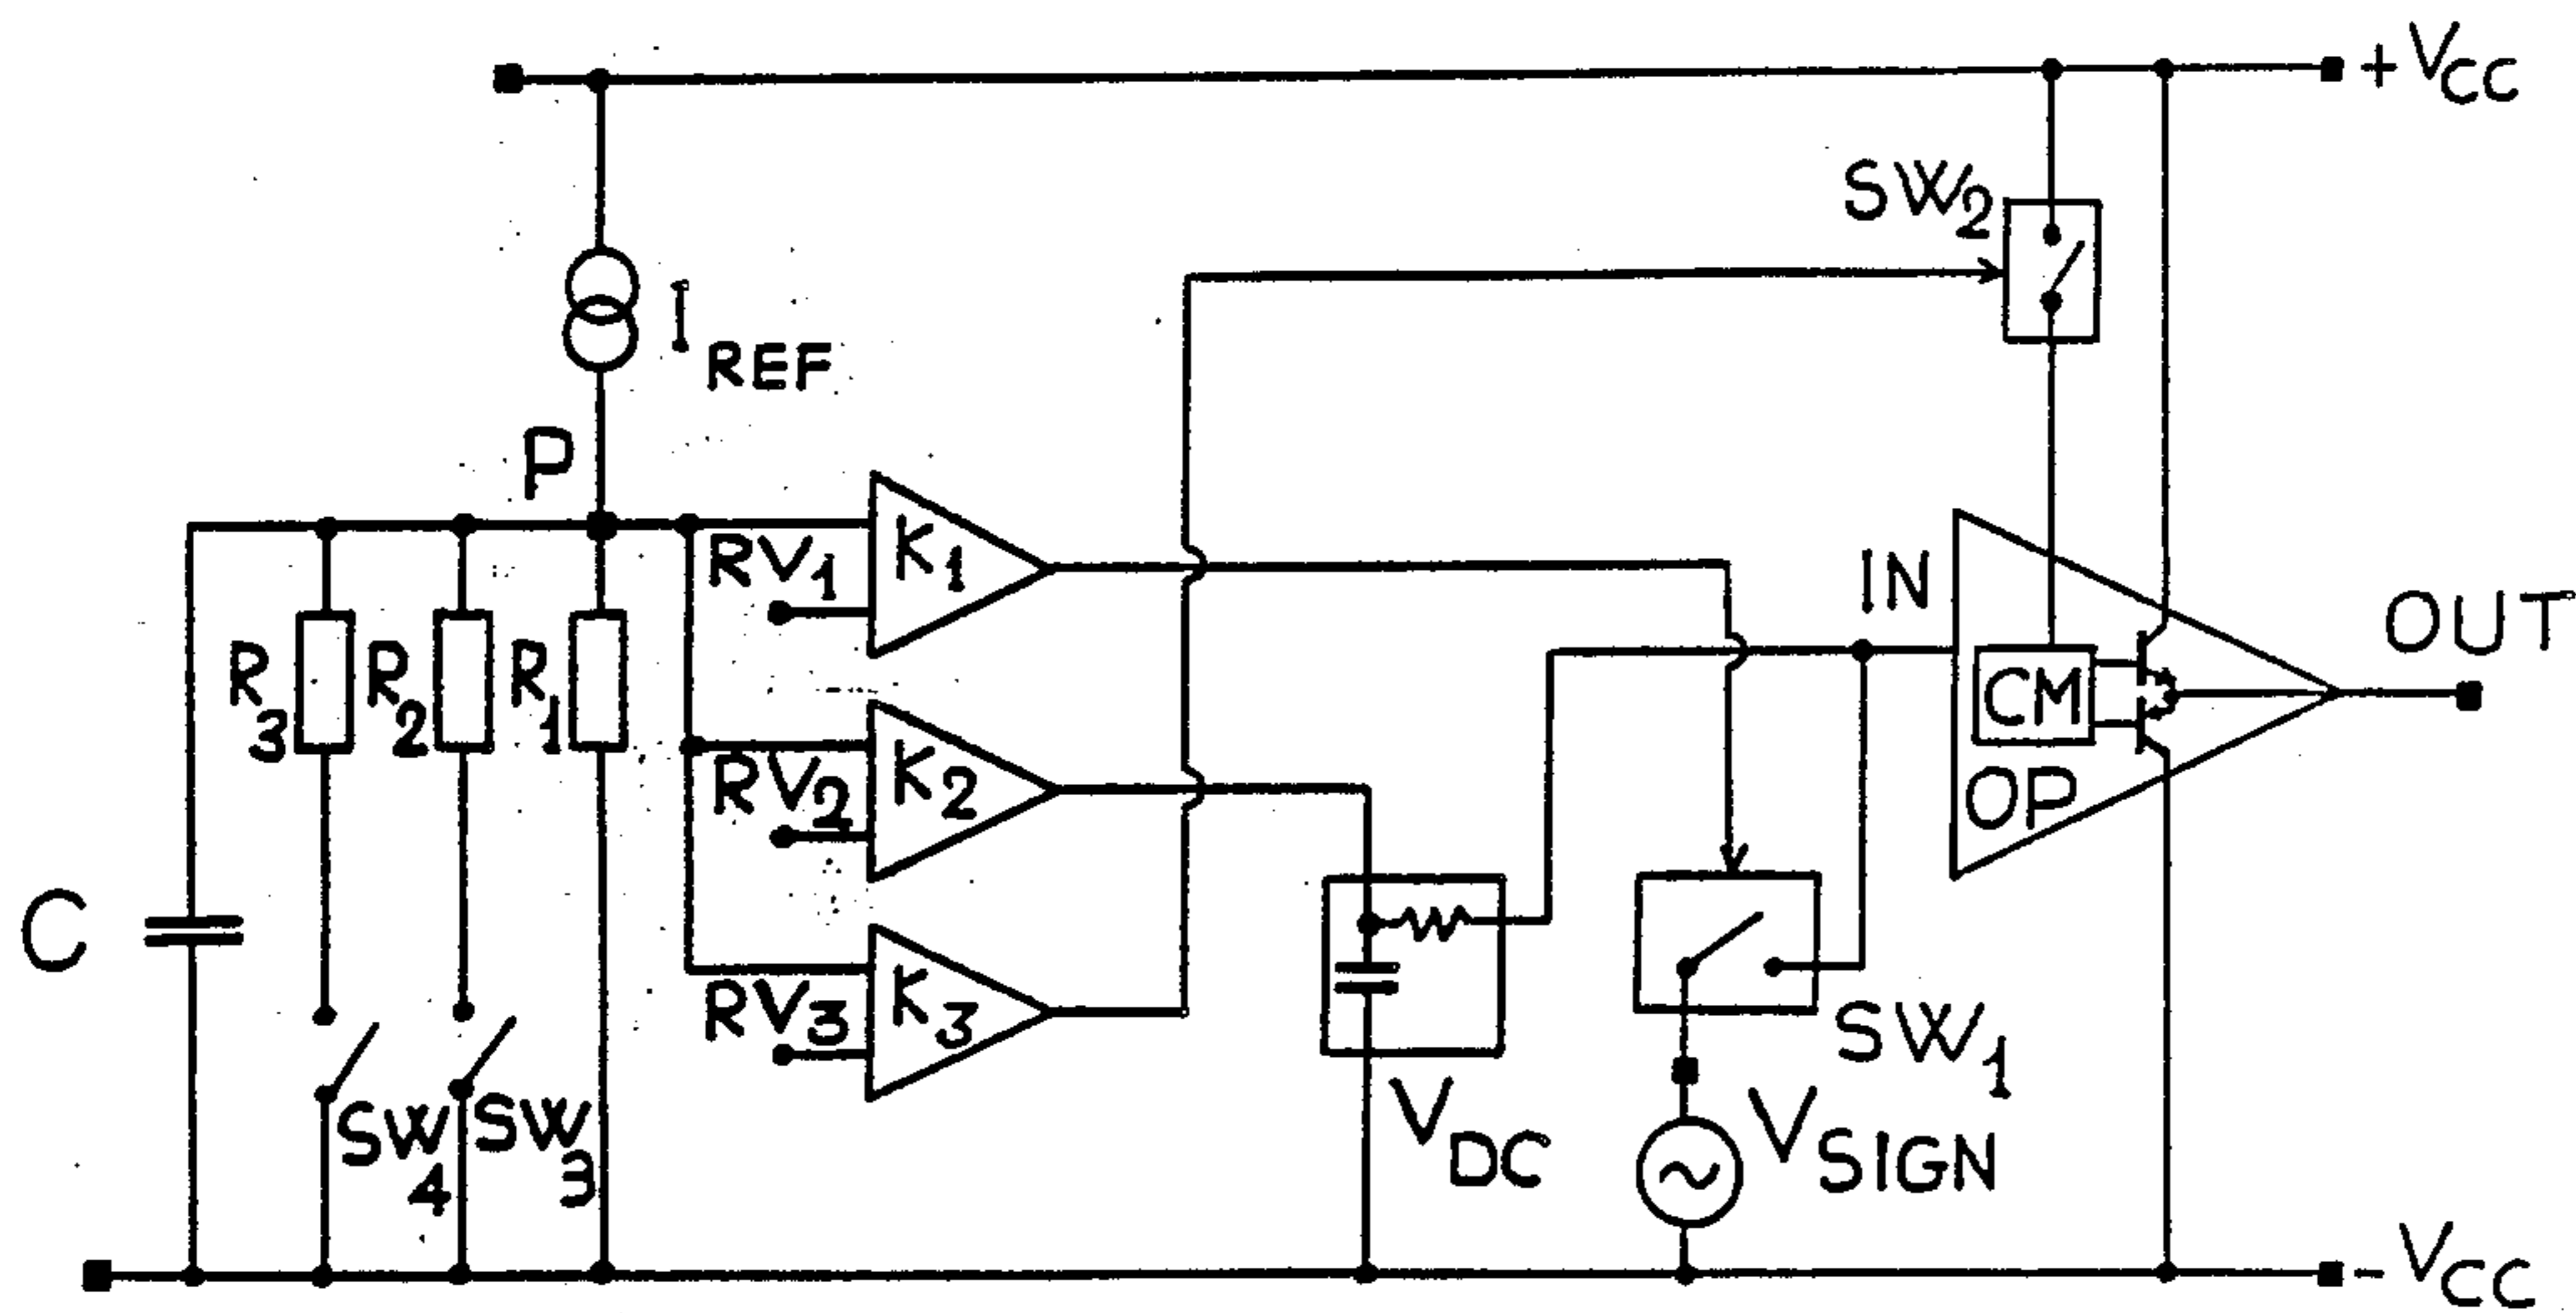 +VCC
SW2
IREF
P
RV1
K1
IN
OUT
R3
R2
R1
CM
RV2
K2
OP
C
RV3
K3
SW4
SW3
VDC
SW1
VSIGN
-VCC